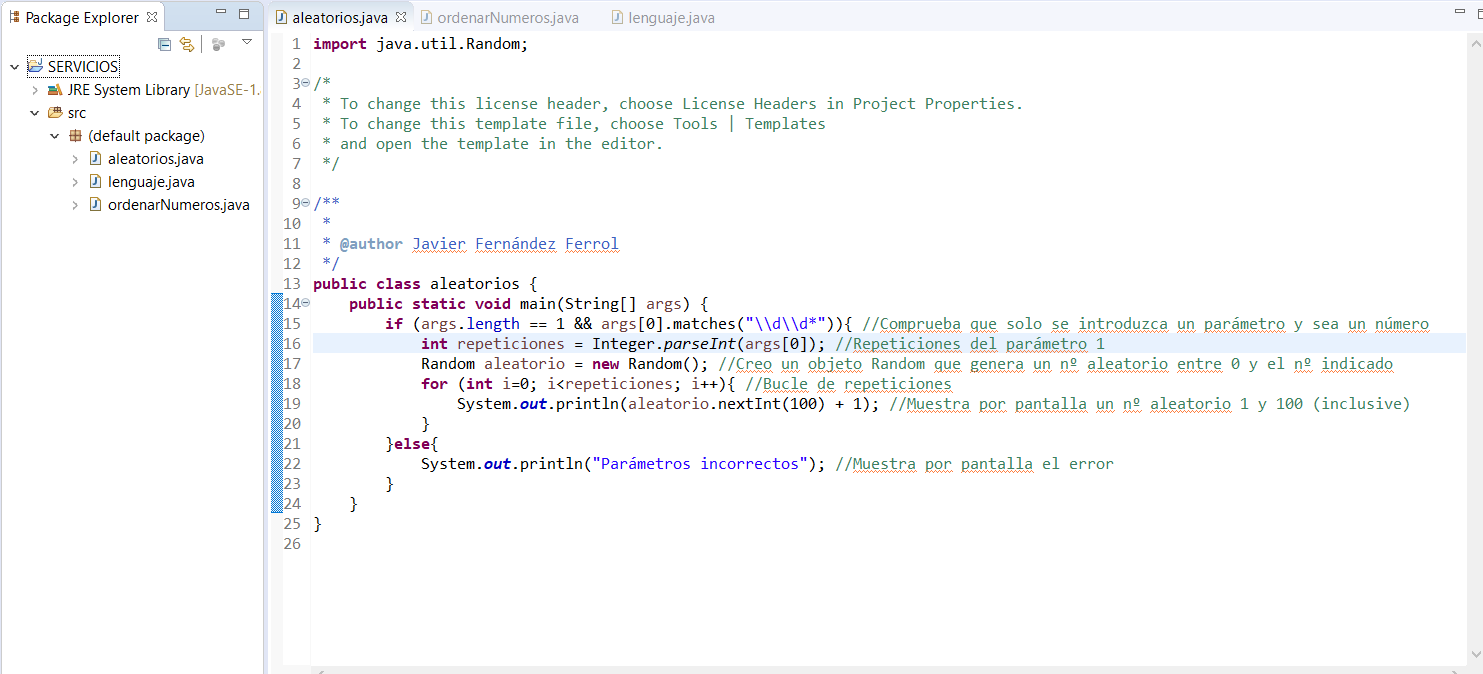 Package Explorer
SERVICIOS
JRE System Library [JavaSE-1.
src
(default package)
aleatorios.java
lenguaje.java
ordenarNumeros.java
aleatorios.java ordenarNumeros.java lenguaje.java
1 import java.util.Random;
2
3 /*
4 * To change this license header, choose License Headers in Project Properties.
5 * To change this template file, choose Tools | Templates
6 * and open the template in the editor.
7 */
8
9 /**
10 *
11 * @author Javier Fernández Ferrol
12 */
13 public class aleatorios {
14 public static void main(String[] args) {
15 if (args.length == 1 && args[0].matches("\\d\\d*")){ //Comprueba que solo se introduzca un parámetro y sea un número
16 int repeticiones = Integer.parseInt(args[0]); //Repeticiones del parámetro 1
17 Random aleatorio = new Random(); //Creo un objeto Random que genera un nº aleatorio entre 0 y el nº indicado
18 for (int i=0; i<repeticiones; i++){ //Bucle de repeticiones
19 System.out.println(aleatorio.nextInt(100) + 1); //Muestra por pantalla un nº aleatorio 1 y 100 (inclusive)
20 }
21 }else{
22 System.out.println("Parámetros incorrectos"); //Muestra por pantalla el error
23 }
24 }
25 }
26